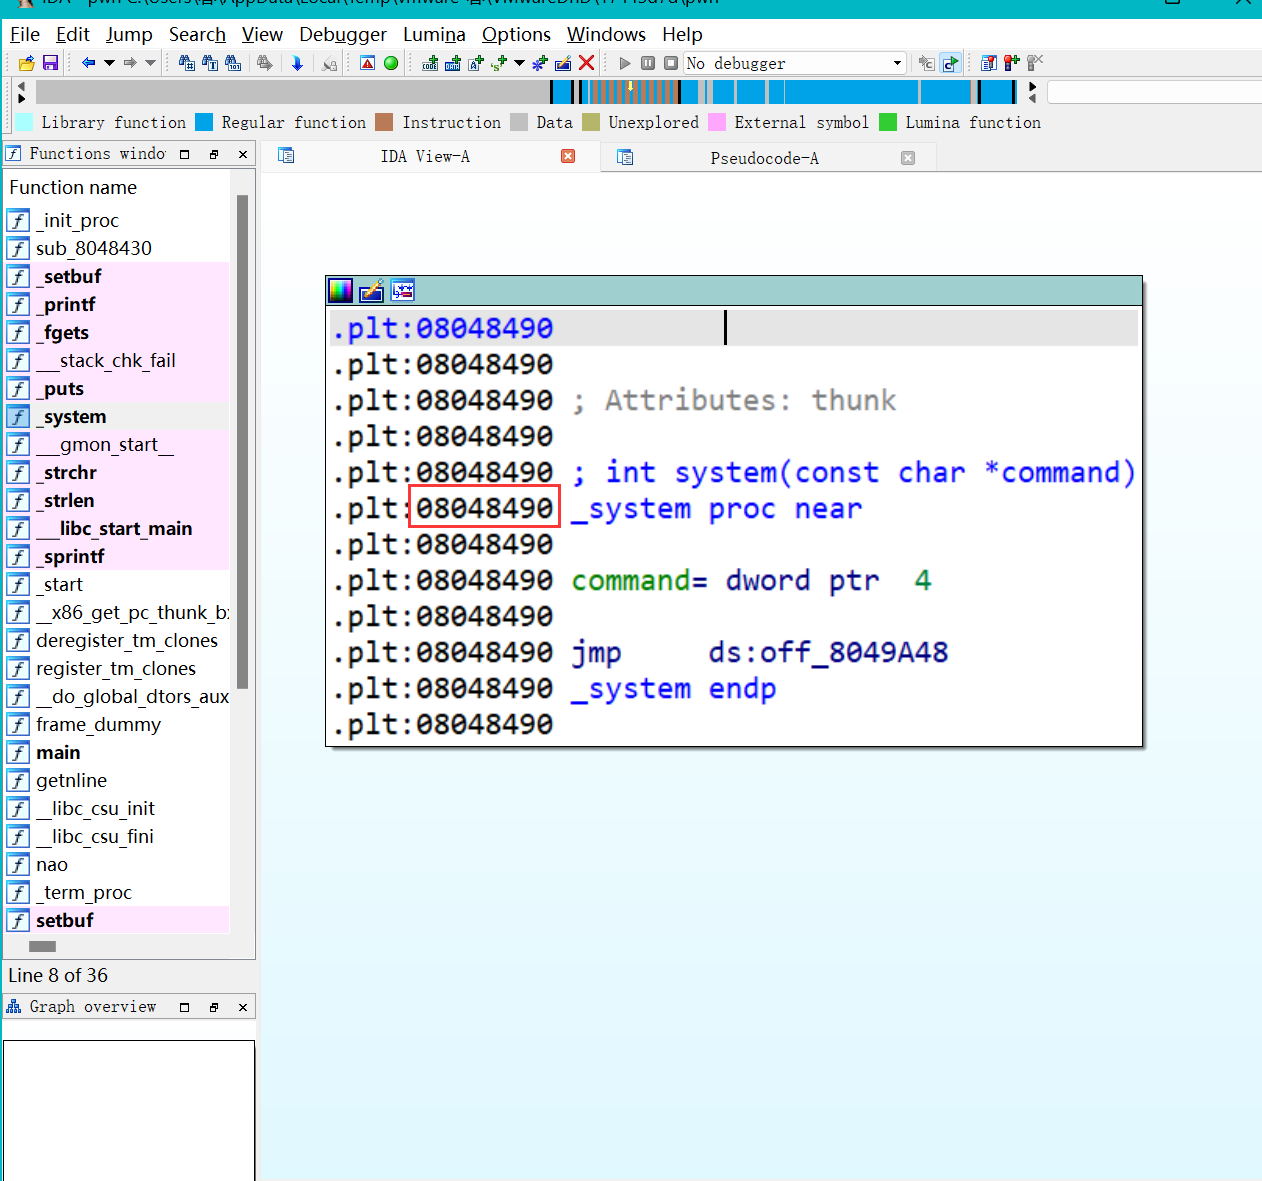 File Edit Jump Search View Debugger Lumina Options Windows Help
No debugger
Library function Regular function Instruction Data Unexplored External symbol Lumina function
Functions windo
IDA View-A
Pseudocode-A
Function name
_init_proc
sub_8048430
_setbuf
_printf
_fgets
___stack_chk_fail
_puts
_system
___gmon_start__
_strchr
_strlen
___libc_start_main
_sprintf
_start
__x86_get_pc_thunk_bx
deregister_tm_clones
register_tm_clones
__do_global_dtors_aux
frame_dummy
main
getnline
__libc_csu_init
__libc_csu_fini
nao
_term_proc
setbuf
Line 8 of 36
Graph overview
.plt:08048490
.plt:08048490
.plt:08048490 ; Attributes: thunk
.plt:08048490
.plt:08048490 ; int system(const char *command)
.plt:08048490 _system proc near
.plt:08048490
.plt:08048490 command= dword ptr 4
.plt:08048490
.plt:08048490 jmp ds:off_8049A48
.plt:08048490 _system endp
.plt:08048490